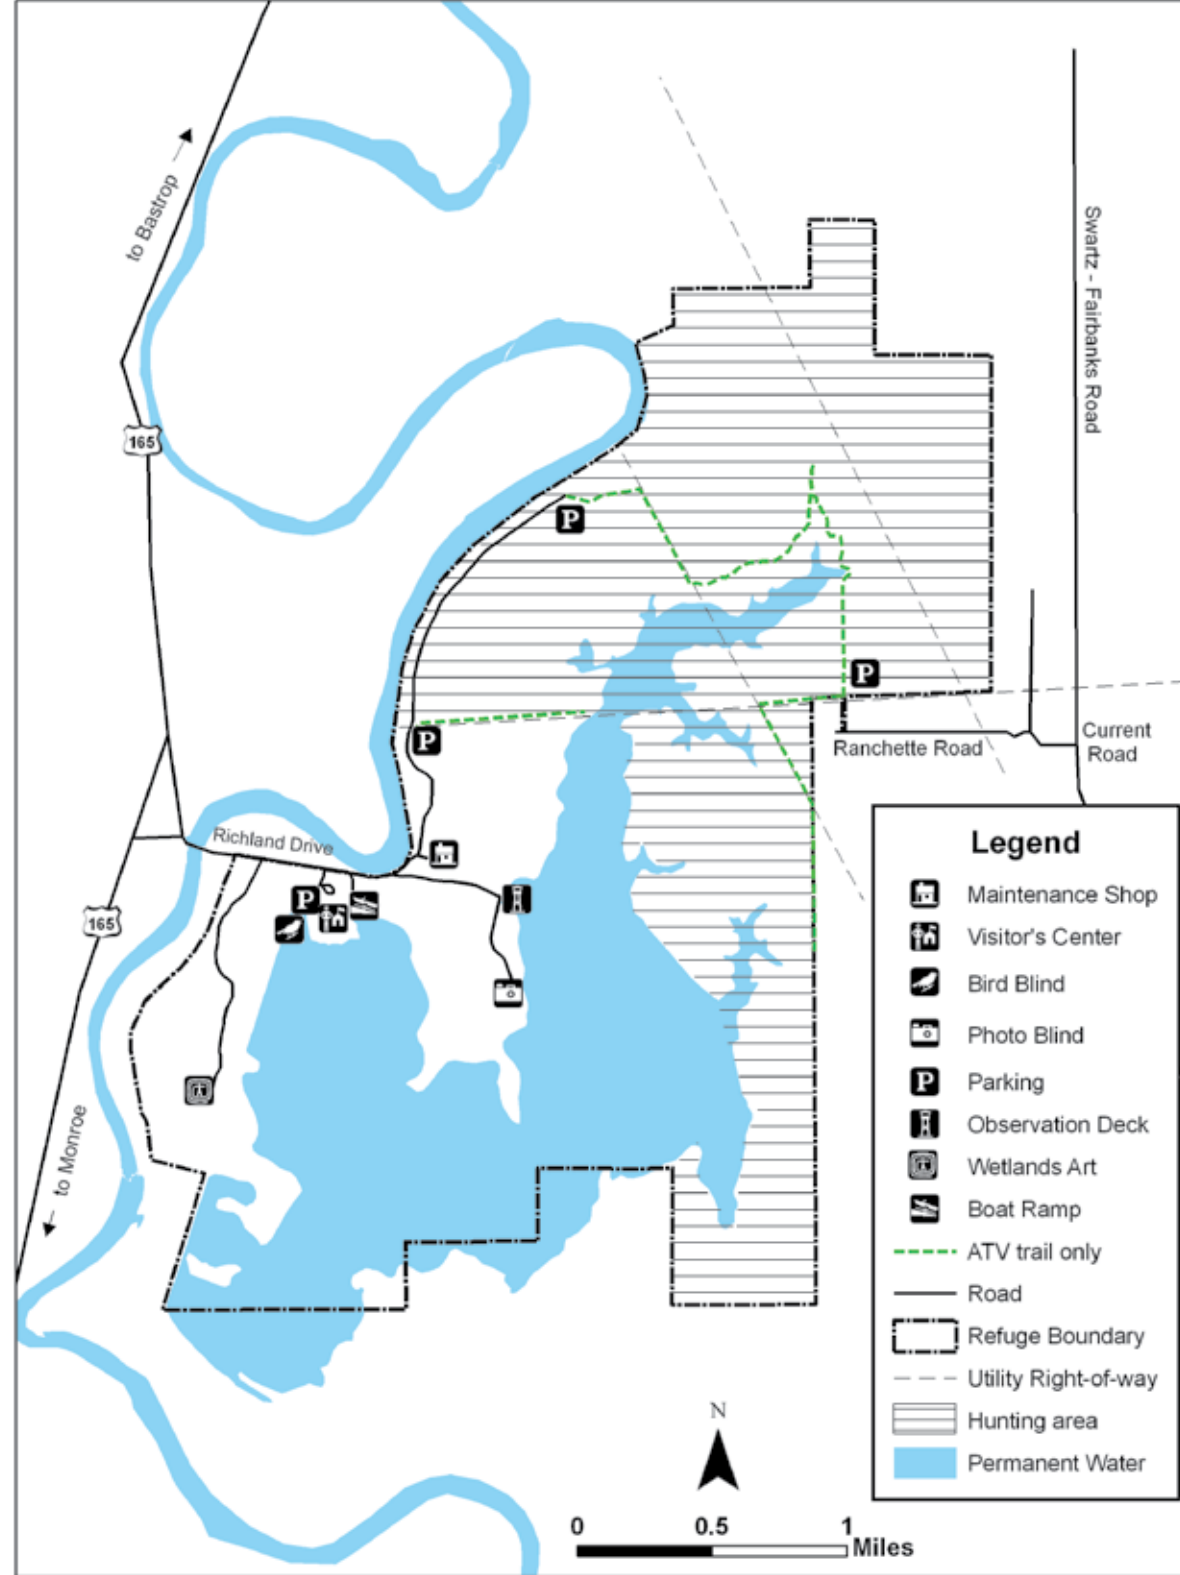 to Bastrop
165
Swartz - Fairbanks Road
P
P
P
Ranchette Road
Current
Road
Richland Drive
P
165
to Monroe
Legend
Maintenance Shop
Visitor's Center
Bird Blind
Photo Blind
P
Parking
Observation Deck
Wetlands Art
Boat Ramp
ATV trail only
Road
Refuge Boundary
Utility Right-of-way
Hunting area
Permanent Water
N
0 0.5 1
Miles